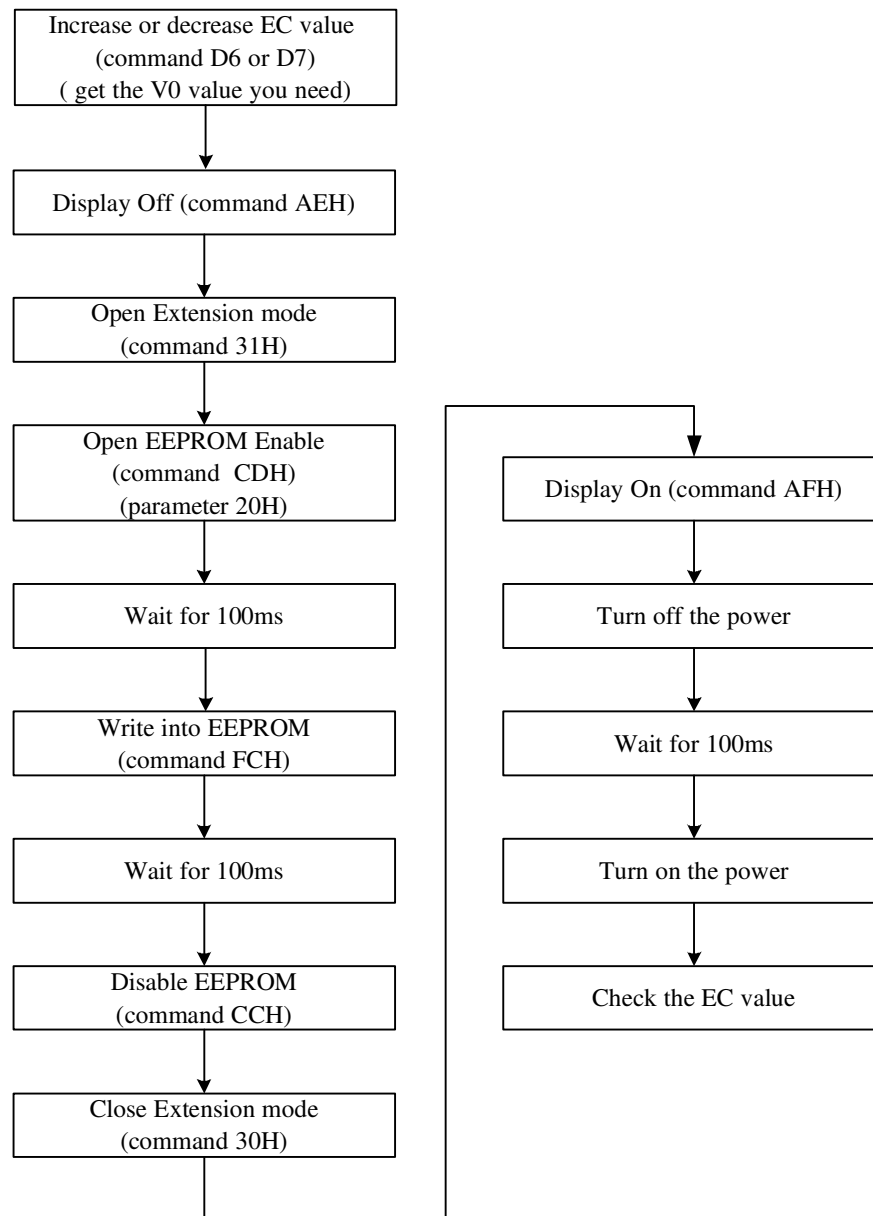 Increase or decrease EC value
(command D6 or D7)
( get the V0 value you need)
Display Off (command AEH)
Open Extension mode
(command 31H)
Open EEPROM Enable
(command  CDH)
(parameter 20H)
Wait for 100ms
Write into EEPROM
(command FCH)
Wait for 100ms
Disable EEPROM
(command CCH)
Close Extension mode
(command 30H)
Display On (command AFH)
Turn off the power
Wait for 100ms
Turn on the power
Check the EC value